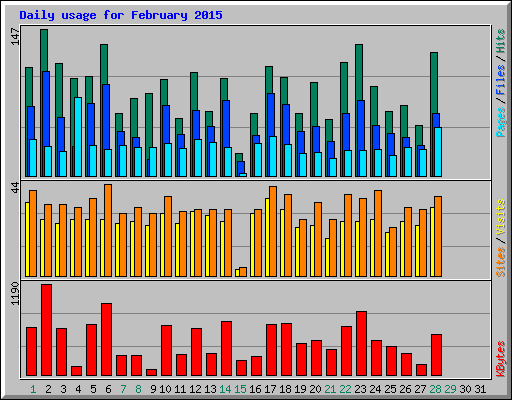 Daily usage for February 2015
147
Pages / Files / Hits
44
Sites / Visits
1190
KBytes
1 2 3 4 5 6 7 8 9 10 11 12 13 14 15 16 17 18 19 20 21 22 23 24 25 26 27 28 29 30 31